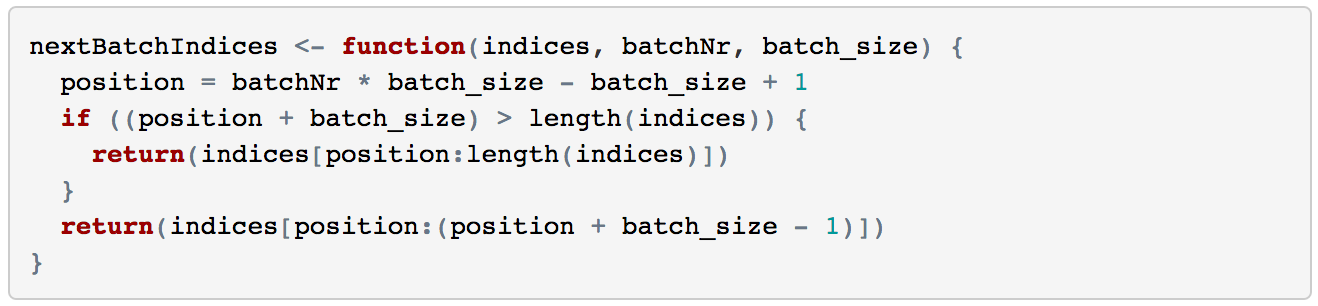 nextBatchIndices <- function(indices, batchNr, batch_size) {
  position = batchNr * batch_size - batch_size + 1
  if ((position + batch_size) > length(indices)) {
    return(indices[position:length(indices)])
  }
  return(indices[position:(position + batch_size - 1)])
}